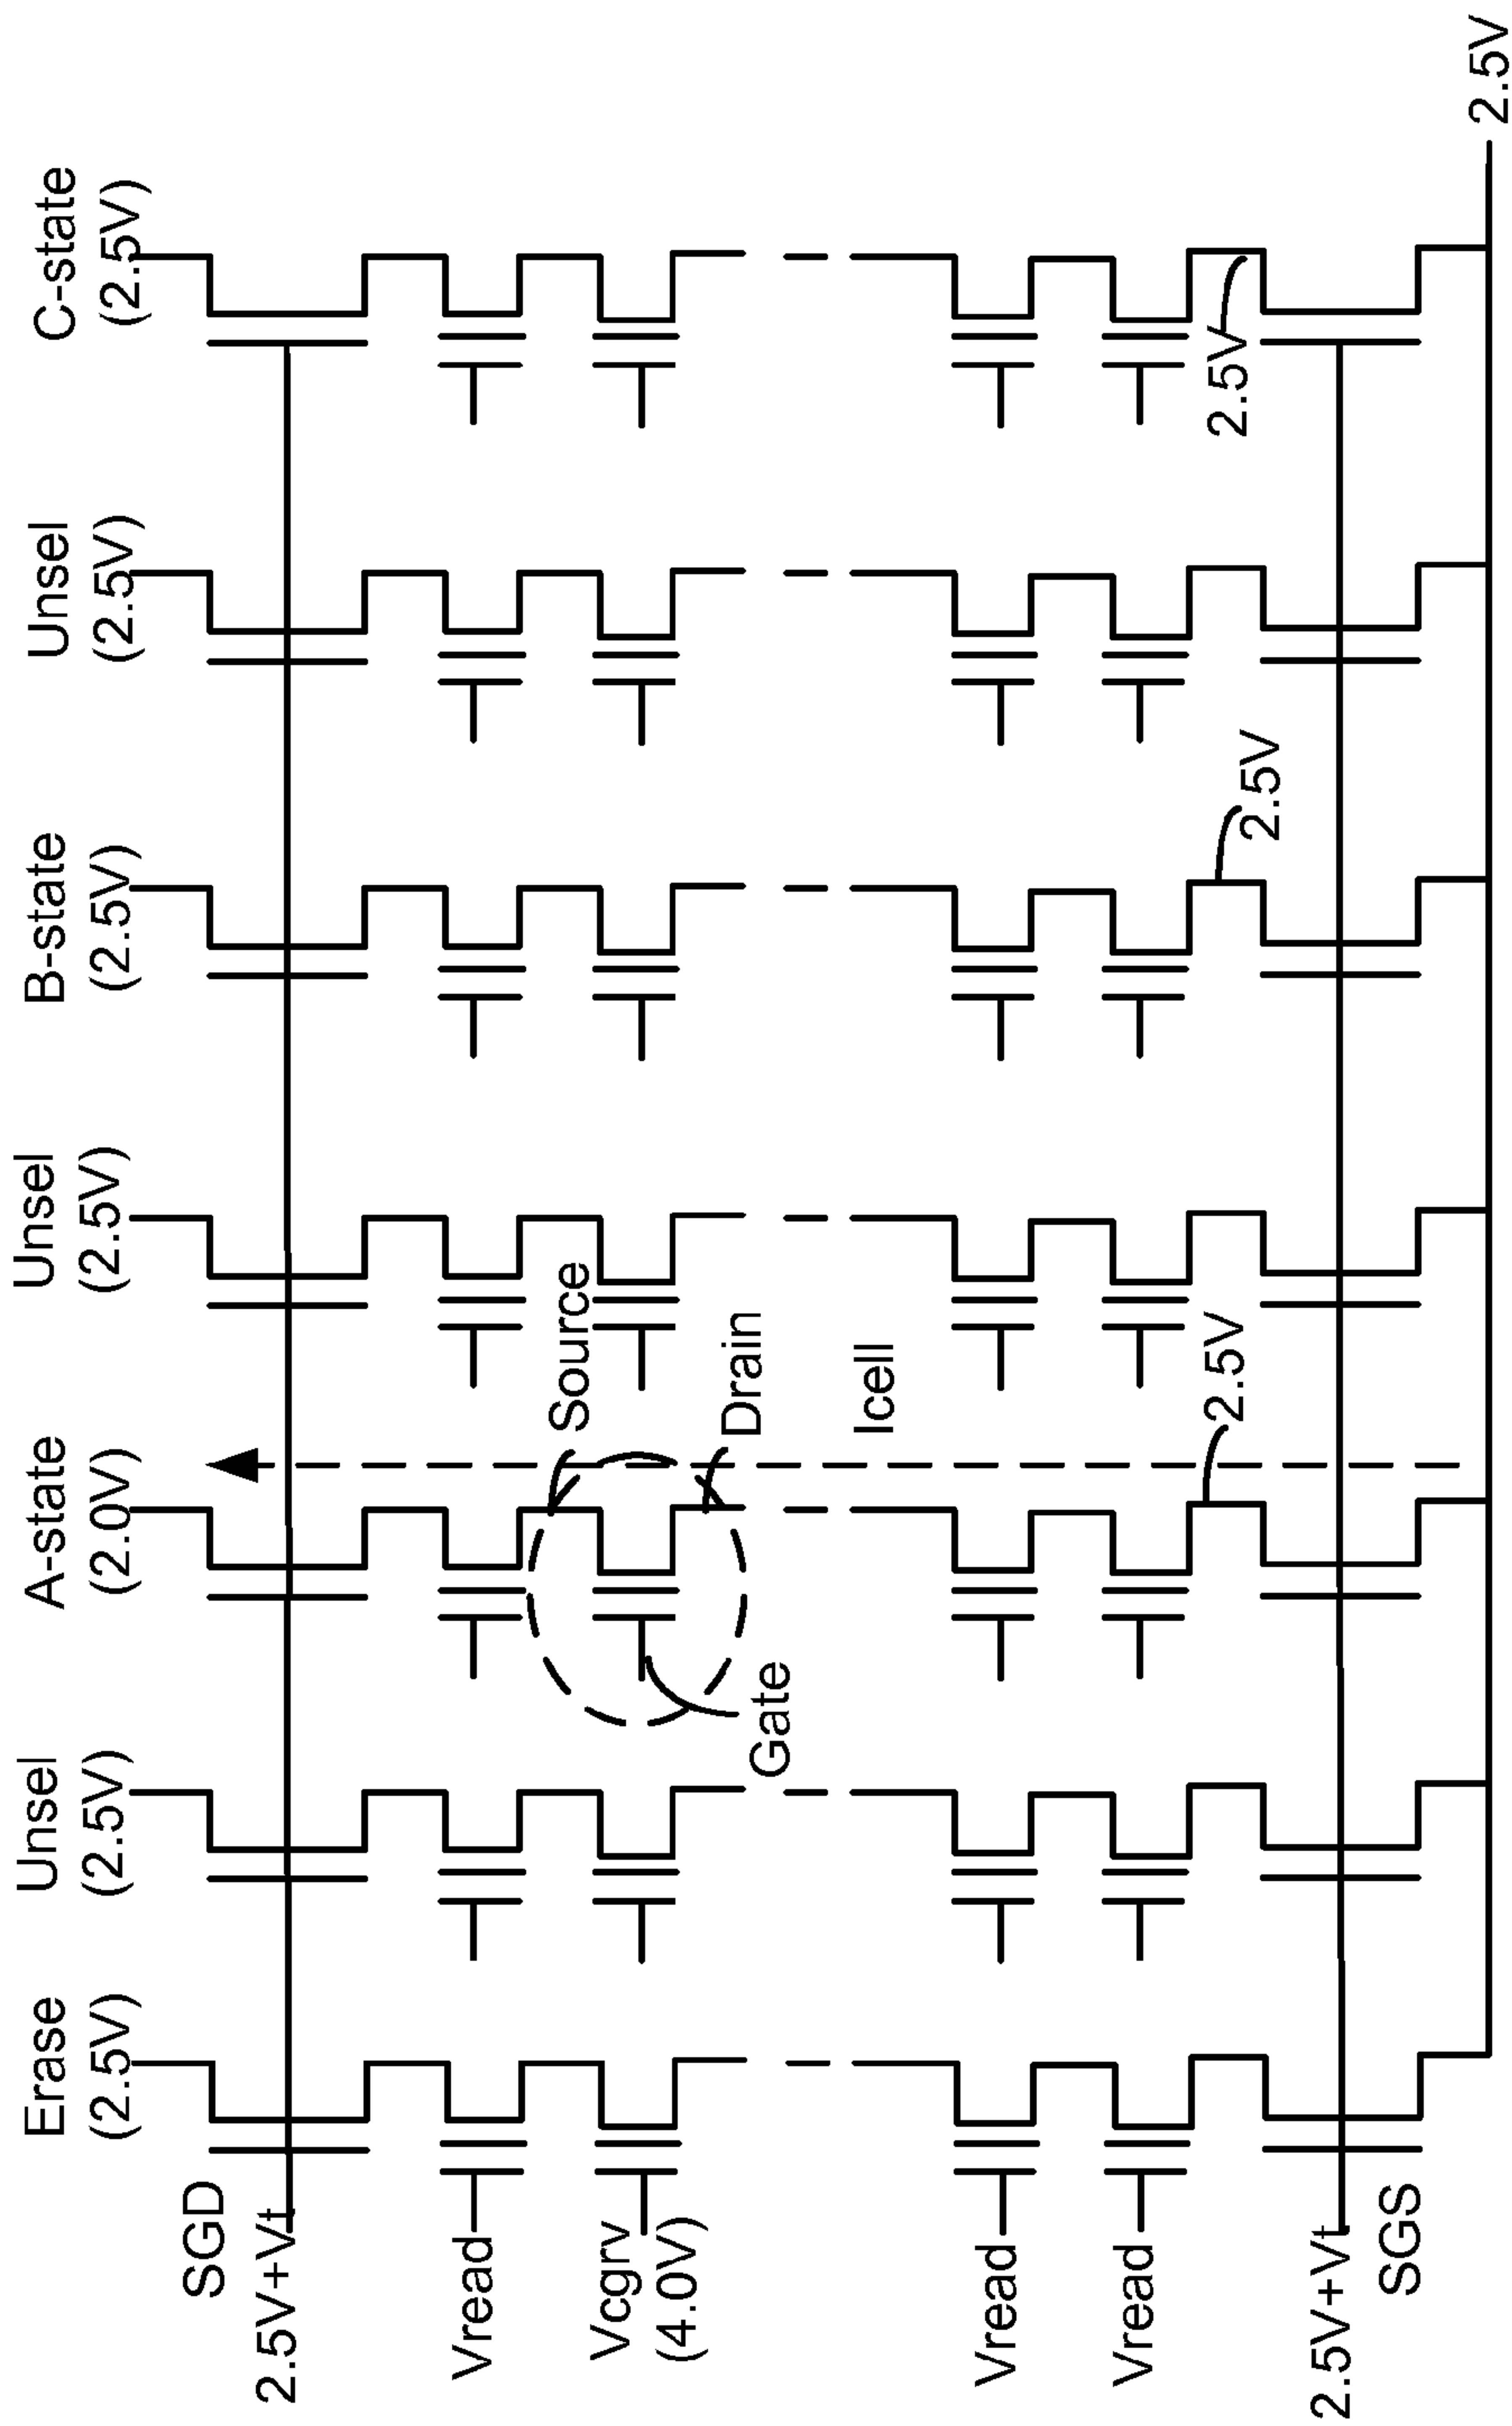 Erase
(2.5V)
Unsel
(2.5V)
A-state
(2.0V)
Unsel
(2.5V)
B-state
(2.5V)
Unsel
(2.5V)
C-state
(2.5V)
SGD
2.5V+Vt
Vread
Vcgrv
(4.0V)
Source
Gate
Drain
Icell
Vread
Vread
2.5V
2.5V
2.5V
2.5V+Vt
SGS
2.5V